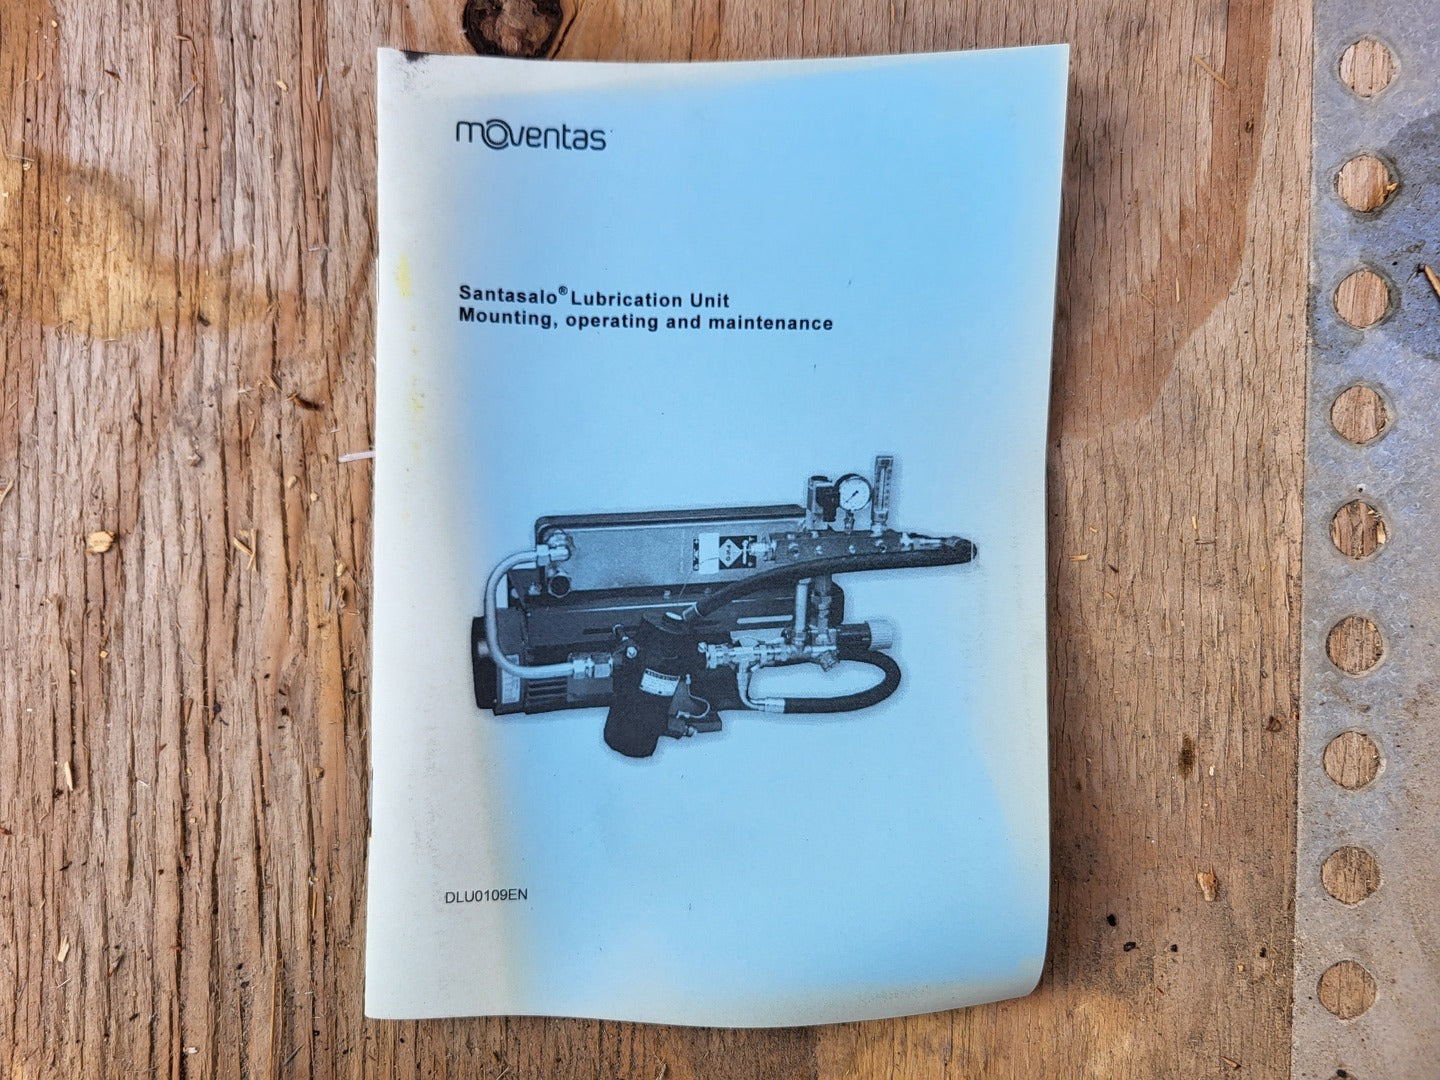 moventas
Santasalo® Lubrication Unit
Mounting, operating and maintenance
DLU0109EN